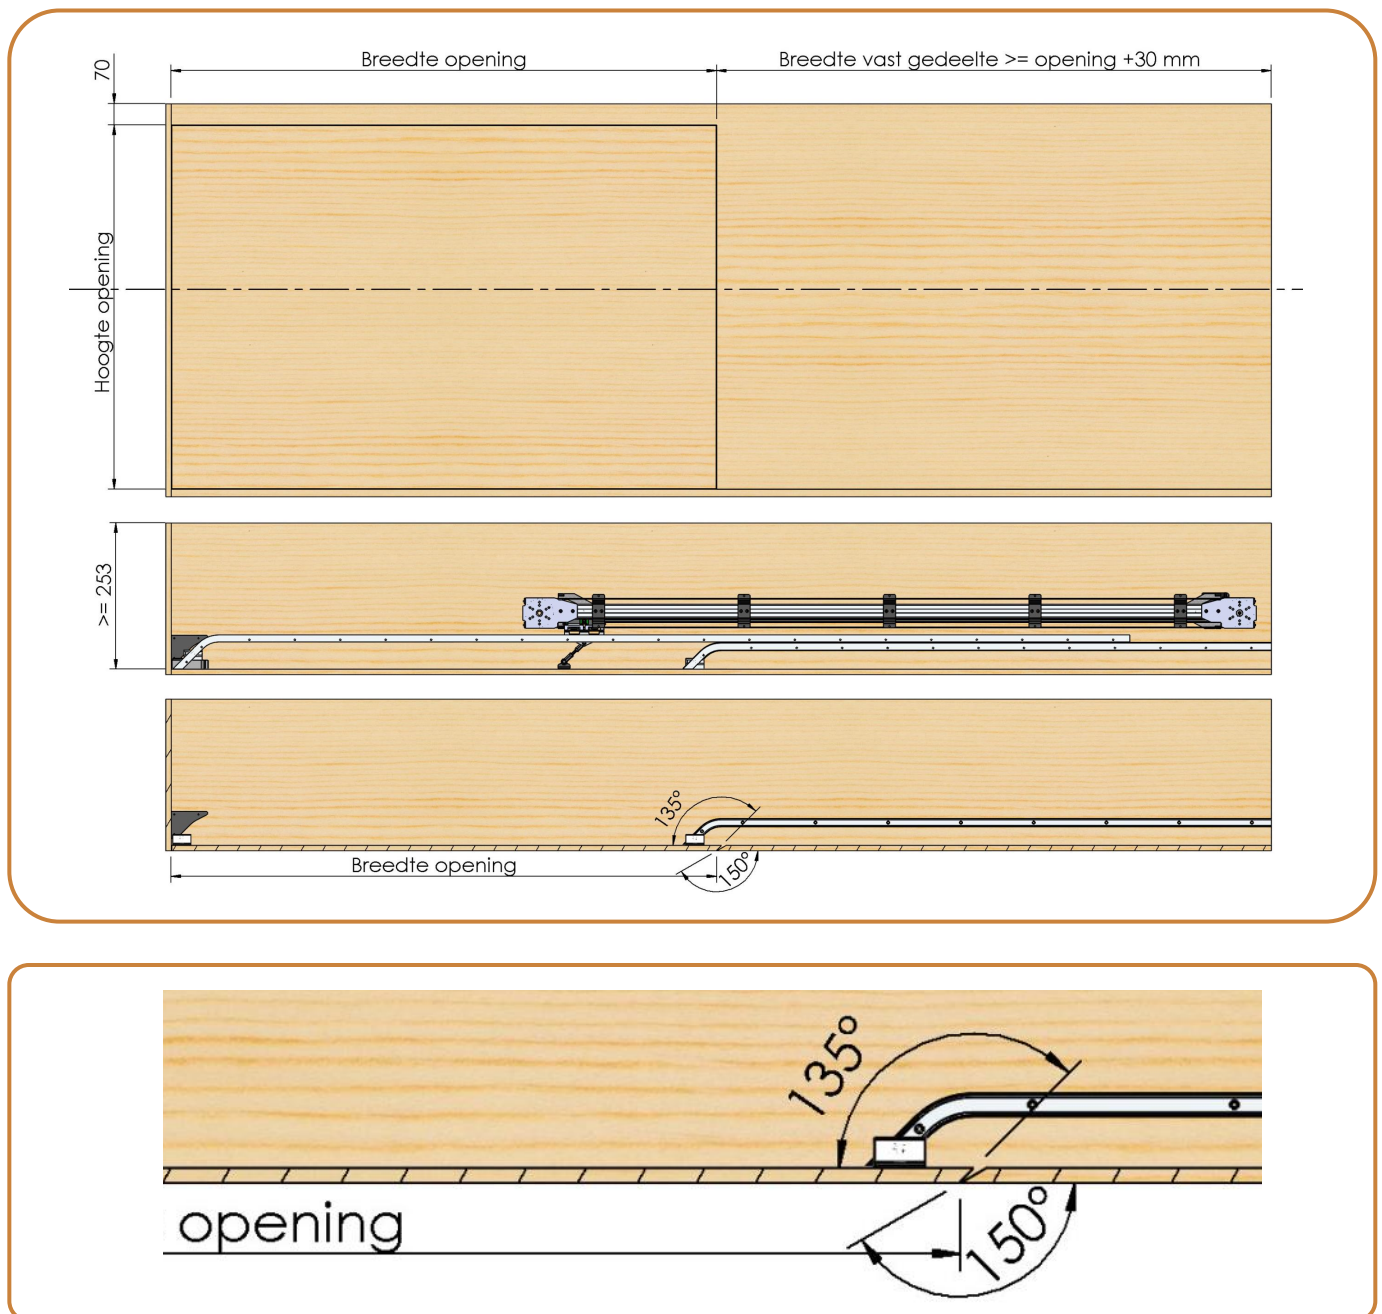 Breedte opening
Breedte vast gedeelte >= opening +30 mm
70
Hoogte opening
>= 253
135°
Breedte opening
150°
135°
opening
150°